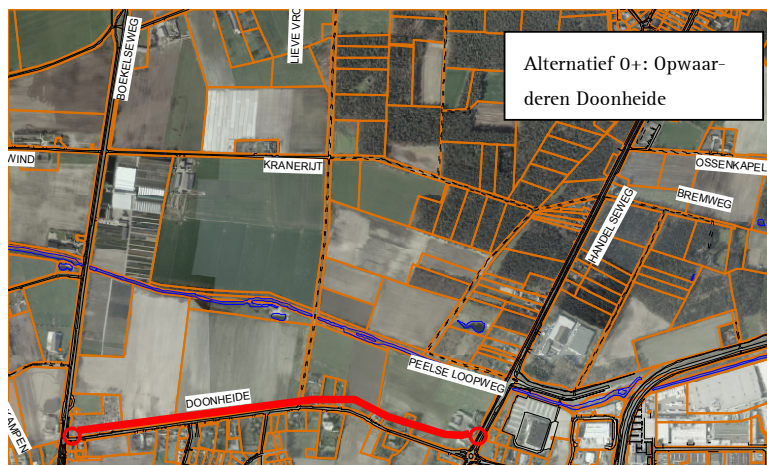 Alternatief 0+: Opwaar-
deren Doonheide
BOEKELSEWEG
LIEVE VRO
WIND
KRANERIJT
OSSENKAPEL
BREMWEG
HANDELSEWEG
PEELSE LOOPWEG
DOONHEIDE
KAMPEN